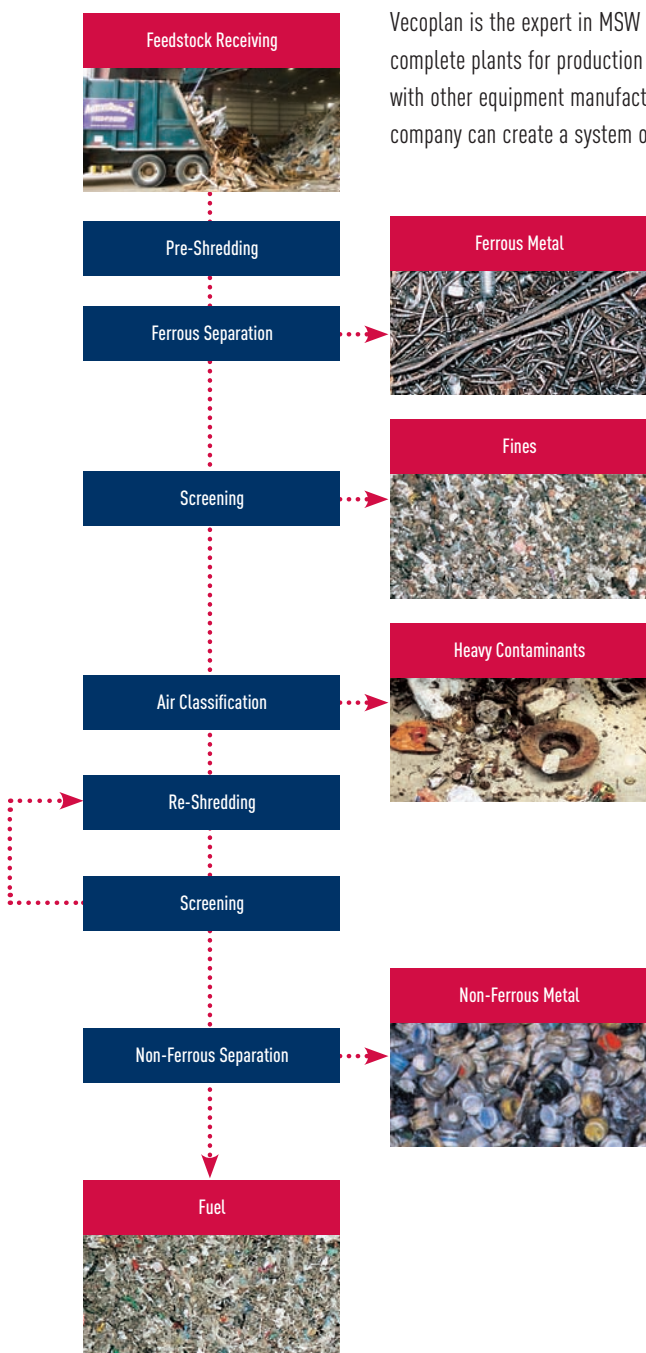 Vecoplan is the expert in MSW
complete plants for production
with other equipment manufact
company can create a system o
Feedstock Receiving
Pre-Shredding
Ferrous Separation
Ferrous Metal
Screening
Fines
Air Classification
Heavy Contaminants
Re-Shredding
Screening
Non-Ferrous Separation
Non-Ferrous Metal
Fuel